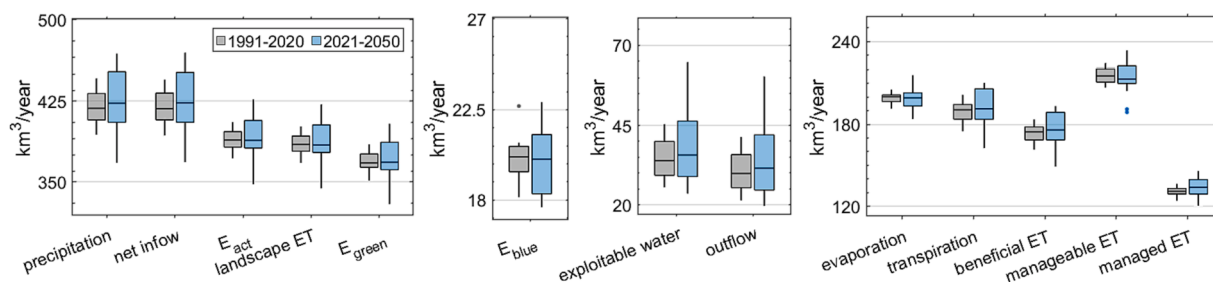 500
425
350
km³/year
1991-2020
2021-2050
precipitation
net infow
E_act
landscape ET
E_green
27
22.5
18
km³/year
E_blue
70
45
20
km³/year
exploitable water
outflow
240
180
120
km³/year
evaporation
transpiration
beneficial ET
manageable ET
managed ET